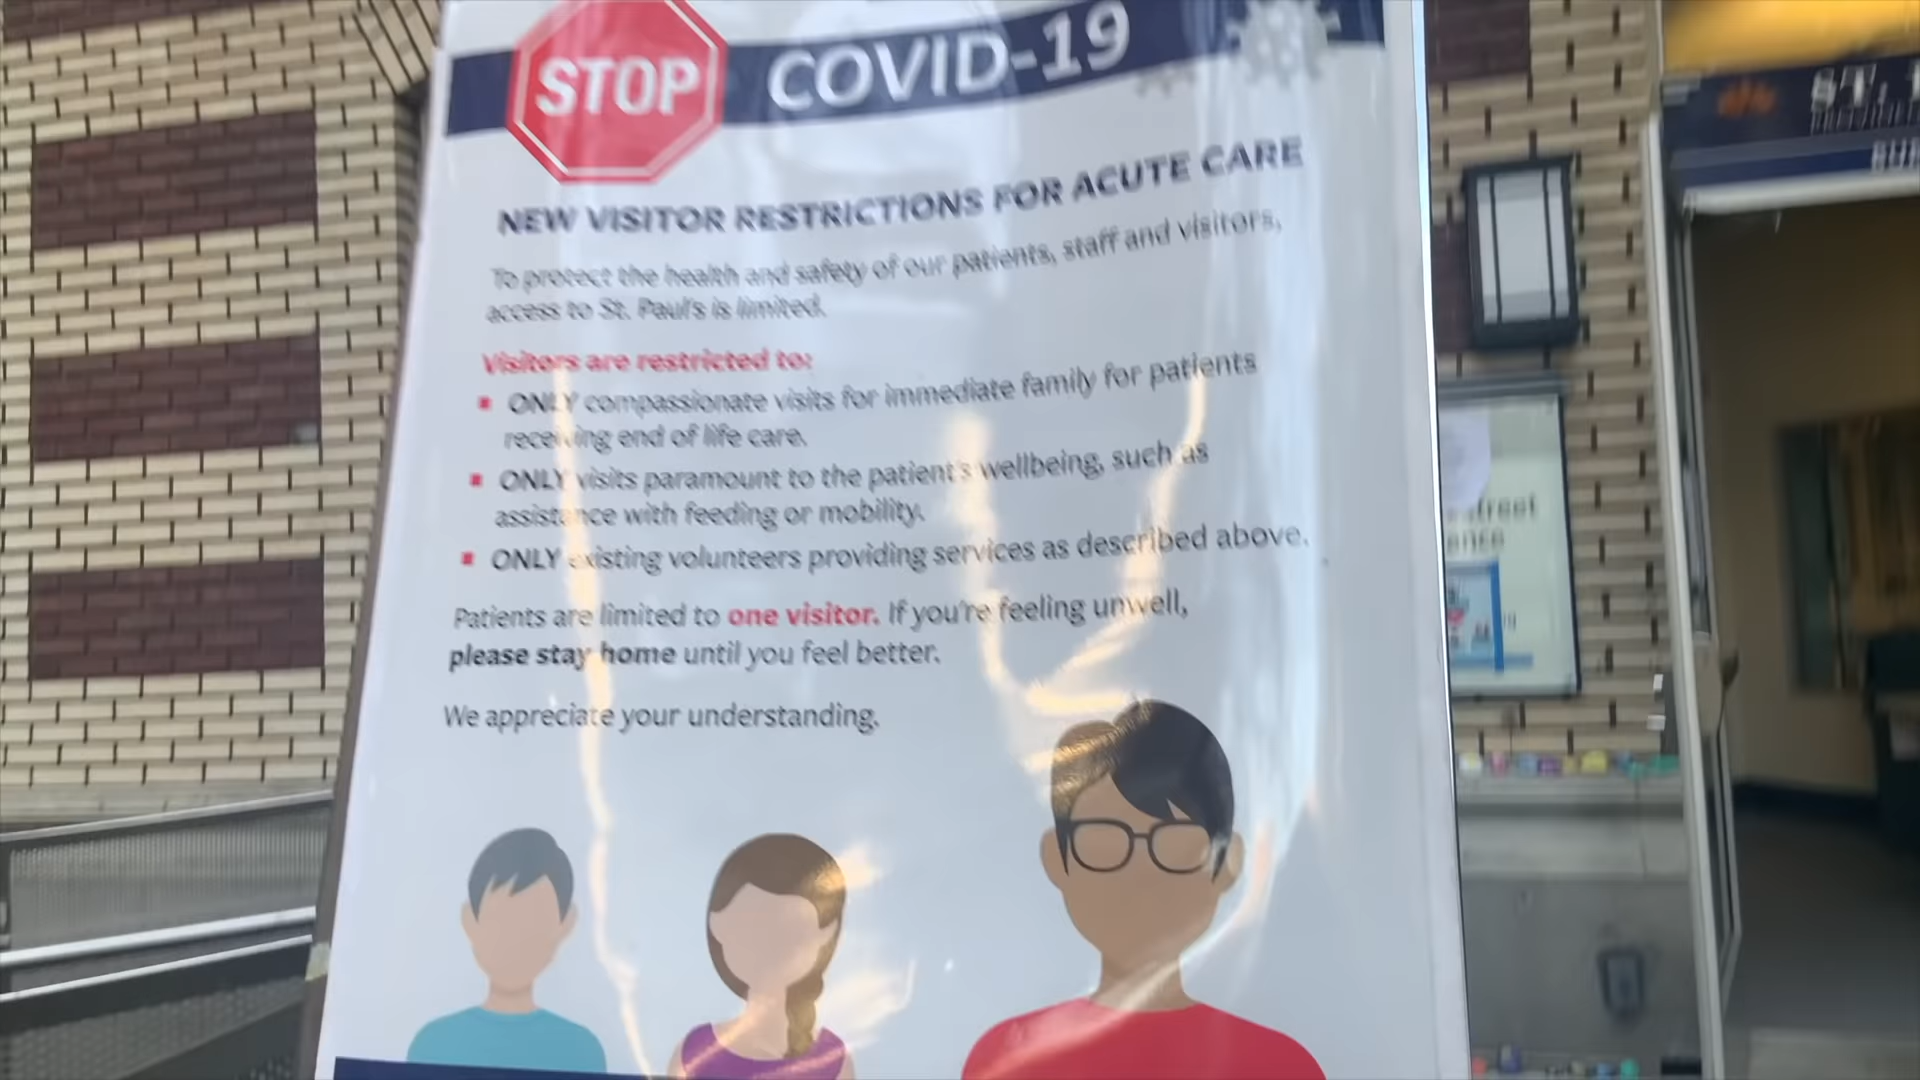 STOP COVID-19
NEW VISITOR RESTRICTIONS FOR ACUTE CARE
To protect the health and safety of our patients, staff and visitors,
access to St. Paul's is limited.
Visitors are restricted to:
ONLY compassionate visits for immediate family for patients
receiving end of life care.
ONLY visits paramount to the patient's wellbeing, such as
assistance with feeding or mobility.
ONLY existing volunteers providing services as described above.
Patients are limited to one visitor. If you're feeling unwell,
please stay home until you feel better.
We appreciate your understanding.
ST.